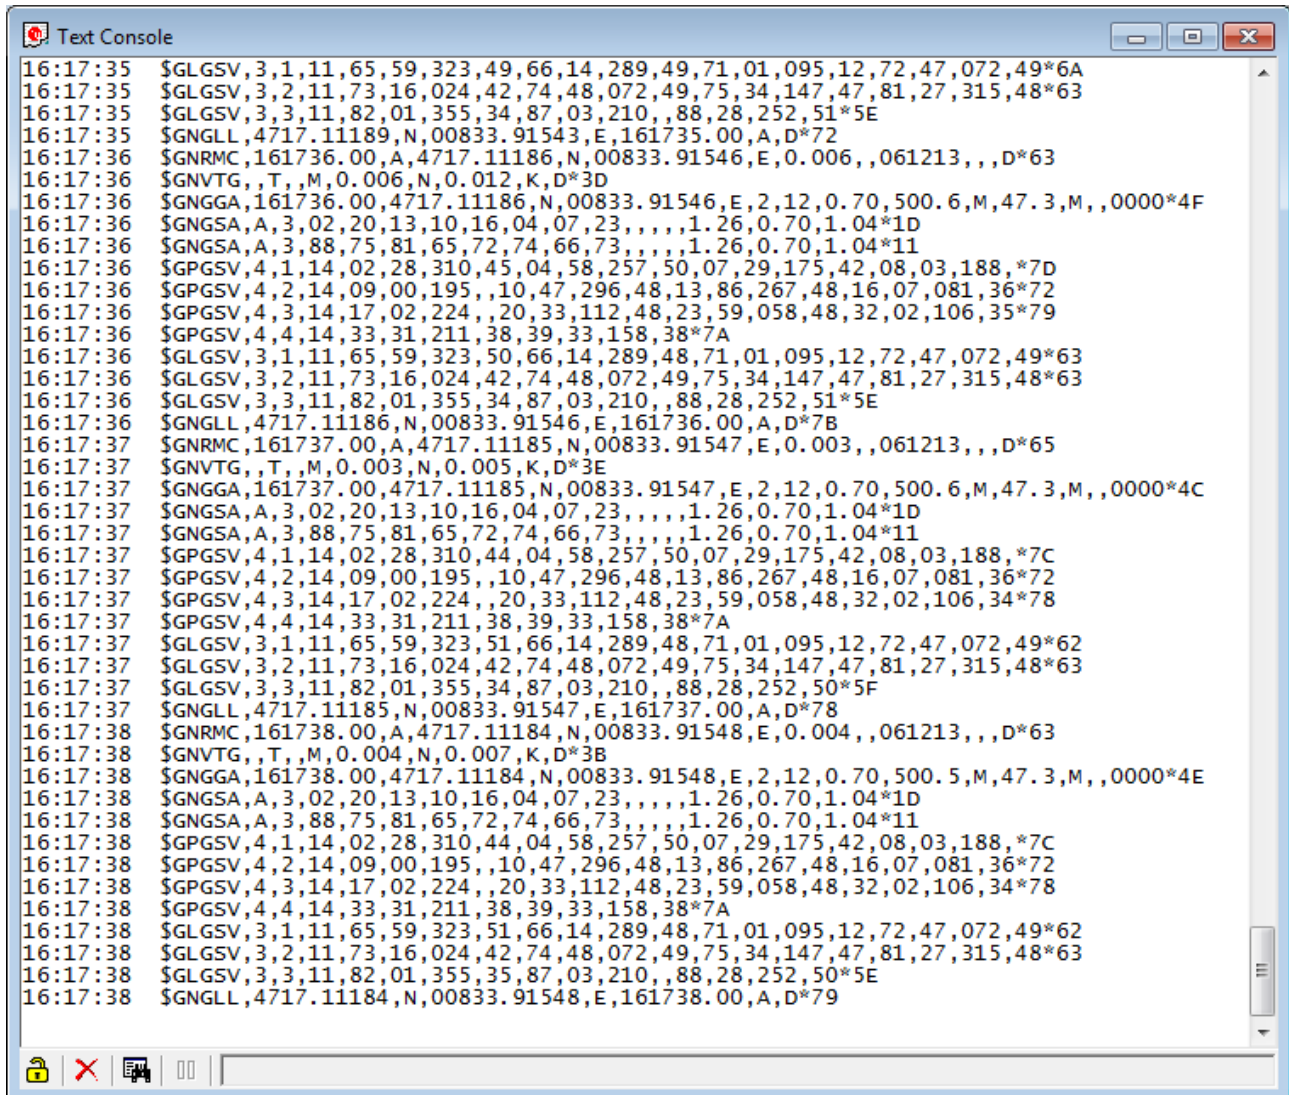 Text Console
16:17:35  $GLGSV,3,1,11,65,59,323,49,66,14,289,49,71,01,095,12,72,47,072,49*6A
16:17:35  $GLGSV,3,2,11,73,16,024,42,74,48,072,49,75,34,147,47,81,27,315,48*63
16:17:35  $GLGSV,3,3,11,82,01,355,34,87,03,210,,88,28,252,51*5E
16:17:35  $GNGLL,4717.11189,N,00833.91543,E,161735.00,A,D*72
16:17:36  $GNRMC,161736.00,A,4717.11186,N,00833.91546,E,0.006,,061213,,,D*63
16:17:36  $GNVTG,,T,,M,0.006,N,0.012,K,D*3D
16:17:36  $GNGGA,161736.00,4717.11186,N,00833.91546,E,2,12,0.70,500.6,M,47.3,M,,0000*4F
16:17:36  $GNGSA,A,3,02,20,13,10,16,04,07,23,,,,,1.26,0.70,1.04*1D
16:17:36  $GNGSA,A,3,88,75,81,65,72,74,66,73,,,,,1.26,0.70,1.04*11
16:17:36  $GPGSV,4,1,14,02,28,310,45,04,58,257,50,07,29,175,42,08,03,188,*7D
16:17:36  $GPGSV,4,2,14,09,00,195,,10,47,296,48,13,86,267,48,16,07,081,36*72
16:17:36  $GPGSV,4,3,14,17,02,224,,20,33,112,48,23,59,058,48,32,02,106,35*79
16:17:36  $GPGSV,4,4,14,33,31,211,38,39,33,158,38*7A
16:17:36  $GLGSV,3,1,11,65,59,323,50,66,14,289,48,71,01,095,12,72,47,072,49*63
16:17:36  $GLGSV,3,2,11,73,16,024,42,74,48,072,49,75,34,147,47,81,27,315,48*63
16:17:36  $GLGSV,3,3,11,82,01,355,34,87,03,210,,88,28,252,51*5E
16:17:36  $GNGLL,4717.11186,N,00833.91546,E,161736.00,A,D*7B
16:17:37  $GNRMC,161737.00,A,4717.11185,N,00833.91547,E,0.003,,061213,,,D*65
16:17:37  $GNVTG,,T,,M,0.003,N,0.005,K,D*3E
16:17:37  $GNGGA,161737.00,4717.11185,N,00833.91547,E,2,12,0.70,500.6,M,47.3,M,,0000*4C
16:17:37  $GNGSA,A,3,02,20,13,10,16,04,07,23,,,,,1.26,0.70,1.04*1D
16:17:37  $GNGSA,A,3,88,75,81,65,72,74,66,73,,,,,1.26,0.70,1.04*11
16:17:37  $GPGSV,4,1,14,02,28,310,44,04,58,257,50,07,29,175,42,08,03,188,*7C
16:17:37  $GPGSV,4,2,14,09,00,195,,10,47,296,48,13,86,267,48,16,07,081,36*72
16:17:37  $GPGSV,4,3,14,17,02,224,,20,33,112,48,23,59,058,48,32,02,106,34*78
16:17:37  $GPGSV,4,4,14,33,31,211,38,39,33,158,38*7A
16:17:37  $GLGSV,3,1,11,65,59,323,51,66,14,289,48,71,01,095,12,72,47,072,49*62
16:17:37  $GLGSV,3,2,11,73,16,024,42,74,48,072,49,75,34,147,47,81,27,315,48*63
16:17:37  $GLGSV,3,3,11,82,01,355,34,87,03,210,,88,28,252,50*5F
16:17:37  $GNGLL,4717.11185,N,00833.91547,E,161737.00,A,D*78
16:17:38  $GNRMC,161738.00,A,4717.11184,N,00833.91548,E,0.004,,061213,,,D*63
16:17:38  $GNVTG,,T,,M,0.004,N,0.007,K,D*3B
16:17:38  $GNGGA,161738.00,4717.11184,N,00833.91548,E,2,12,0.70,500.5,M,47.3,M,,0000*4E
16:17:38  $GNGSA,A,3,02,20,13,10,16,04,07,23,,,,,1.26,0.70,1.04*1D
16:17:38  $GNGSA,A,3,88,75,81,65,72,74,66,73,,,,,1.26,0.70,1.04*11
16:17:38  $GPGSV,4,1,14,02,28,310,44,04,58,257,50,07,29,175,42,08,03,188,*7C
16:17:38  $GPGSV,4,2,14,09,00,195,,10,47,296,48,13,86,267,48,16,07,081,36*72
16:17:38  $GPGSV,4,3,14,17,02,224,,20,33,112,48,23,59,058,48,32,02,106,34*78
16:17:38  $GPGSV,4,4,14,33,31,211,38,39,33,158,38*7A
16:17:38  $GLGSV,3,1,11,65,59,323,51,66,14,289,48,71,01,095,12,72,47,072,49*62
16:17:38  $GLGSV,3,2,11,73,16,024,42,74,48,072,49,75,34,147,47,81,27,315,48*63
16:17:38  $GLGSV,3,3,11,82,01,355,35,87,03,210,,88,28,252,50*5E
16:17:38  $GNGLL,4717.11184,N,00833.91548,E,161738.00,A,D*79